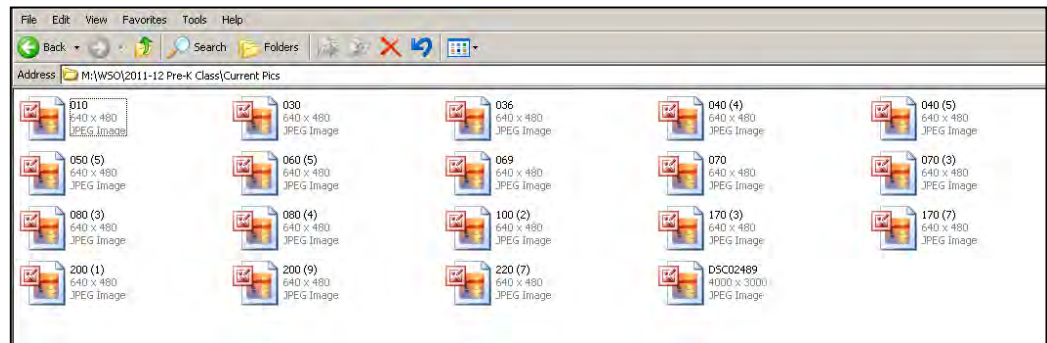 File Edit View Favorites Tools Help
Back Search Folders
Address M:\WSO\2011-12 Pre-K Class\Current Pics
010
640 x 480
JPEG Image
030
640 x 480
JPEG Image
036
640 x 480
JPEG Image
040 (4)
640 x 480
JPEG Image
040 (5)
640 x 480
JPEG Image
050 (5)
640 x 480
JPEG Image
060 (5)
640 x 480
JPEG Image
069
640 x 480
JPEG Image
070
640 x 480
JPEG Image
070 (3)
640 x 480
JPEG Image
080 (3)
640 x 480
JPEG Image
080 (4)
640 x 480
JPEG Image
100 (2)
640 x 480
JPEG Image
170 (3)
640 x 480
JPEG Image
170 (7)
640 x 480
JPEG Image
200 (1)
640 x 480
JPEG Image
200 (9)
640 x 480
JPEG Image
220 (7)
640 x 480
JPEG Image
DSC02489
4000 x 3000
JPEG Image